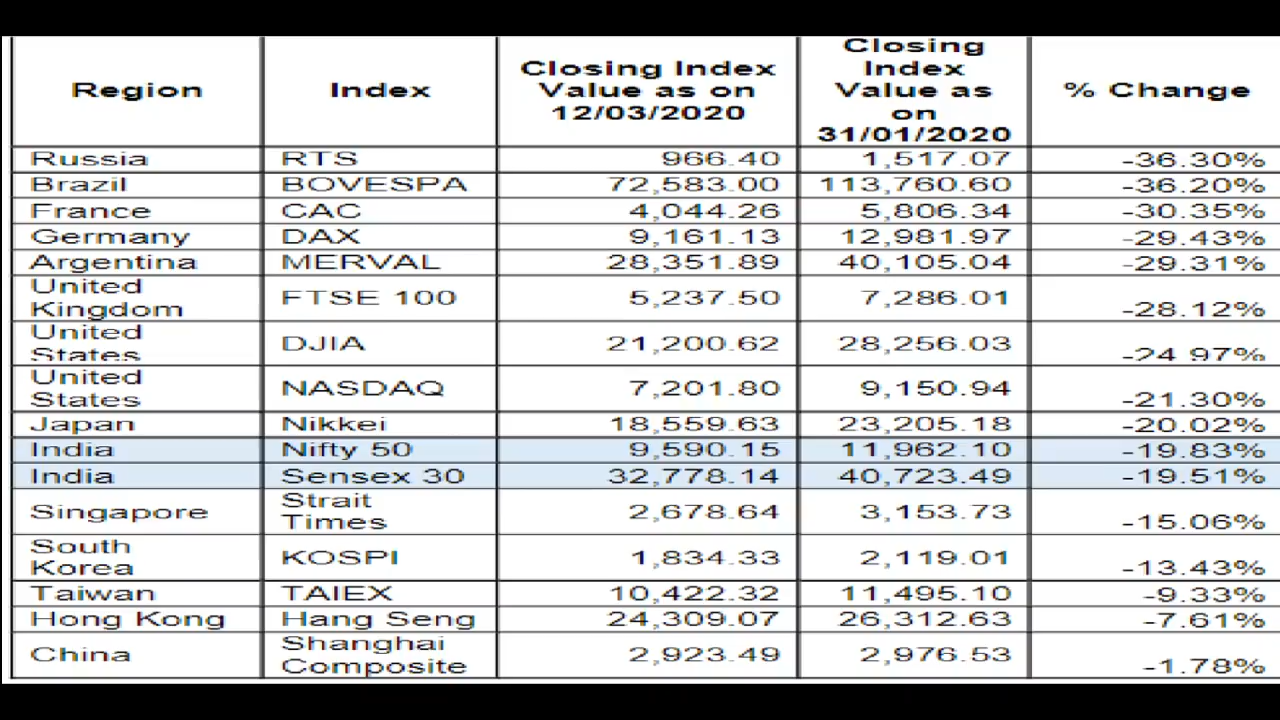 Region Index Closing Index Value as on 12/03/2020 Closing Index Value as on 31/01/2020 % Change
Russia RTS 966.40 1,517.07 -36.30%
Brazil BOVESPA 72,583.00 113,760.60 -36.20%
France CAC 4,044.26 5,806.34 -30.35%
Germany DAX 9,161.13 12,981.97 -29.43%
Argentina MERVAL 28,351.89 40,105.04 -29.31%
United Kingdom FTSE 100 5,237.50 7,286.01 -28.12%
United States DJIA 21,200.62 28,256.03 -24.97%
United States NASDAQ 7,201.80 9,150.94 -21.30%
Japan Nikkei 18,559.63 23,205.18 -20.02%
India Nifty 50 9,590.15 11,962.10 -19.83%
India Sensex 30 32,778.14 40,723.49 -19.51%
Singapore Strait Times 2,678.64 3,153.73 -15.06%
South Korea KOSPI 1,834.33 2,119.01 -13.43%
Taiwan TAIEX 10,422.32 11,495.10 -9.33%
Hong Kong Hang Seng 24,309.07 26,312.63 -7.61%
China Shanghai Composite 2,923.49 2,976.53 -1.78%